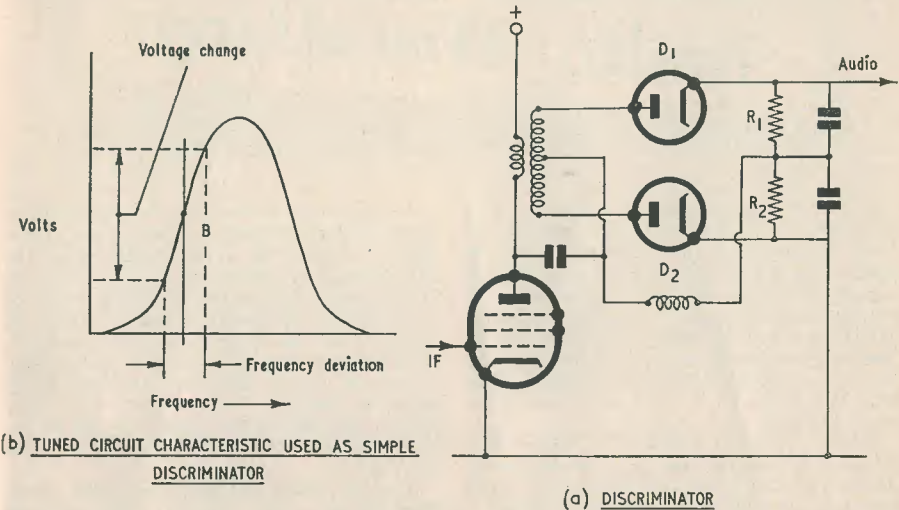 Voltage change
Volts
B
Frequency deviation
Frequency
(b) TUNED CIRCUIT CHARACTERISTIC USED AS SIMPLE
DISCRIMINATOR
+
D1
Audio
R1
R2
D2
IF
(a) DISCRIMINATOR